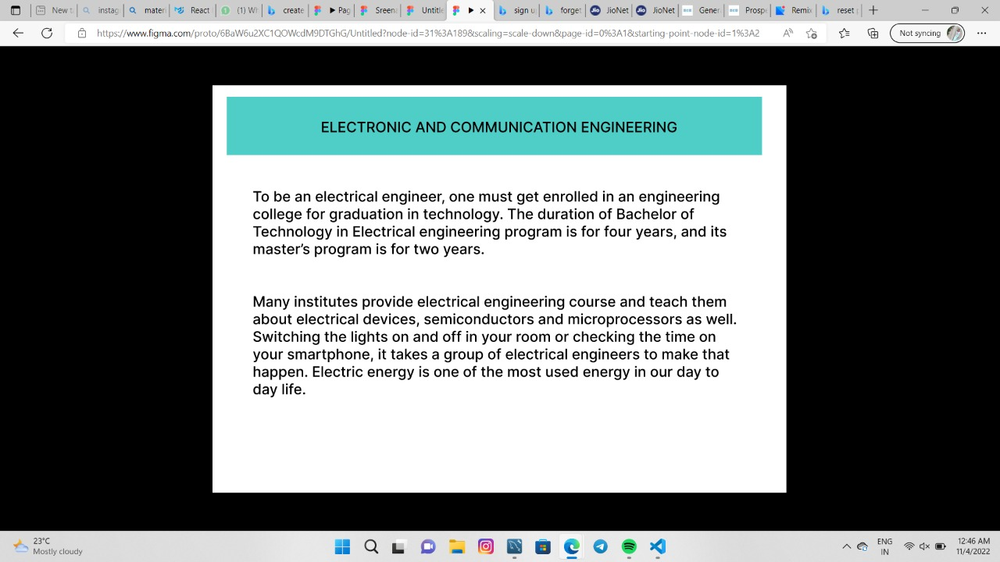 New t
instag
materi
React
(1) W
create
Pag
Sreen
Untitl
sign u
forget
JioNet
JioNet
Gener
Prospe
Remix
reset
https://www.figma.com/proto/6BaW6u2XC1QOWcdM9DTGhG/Untitled?node-id=31%3A189&scaling=scale-down&page-id=0%3A1&starting-point-node-id=1%3A2
Not syncing
ELECTRONIC AND COMMUNICATION ENGINEERING
To be an electrical engineer, one must get enrolled in an engineering
college for graduation in technology. The duration of Bachelor of
Technology in Electrical engineering program is for four years, and its
master's program is for two years.
Many institutes provide electrical engineering course and teach them
about electrical devices, semiconductors and microprocessors as well.
Switching the lights on and off in your room or checking the time on
your smartphone, it takes a group of electrical engineers to make that
happen. Electric energy is one of the most used energy in our day to
day life.
23°C
Mostly cloudy
ENG
IN
12:46 AM
11/4/2022